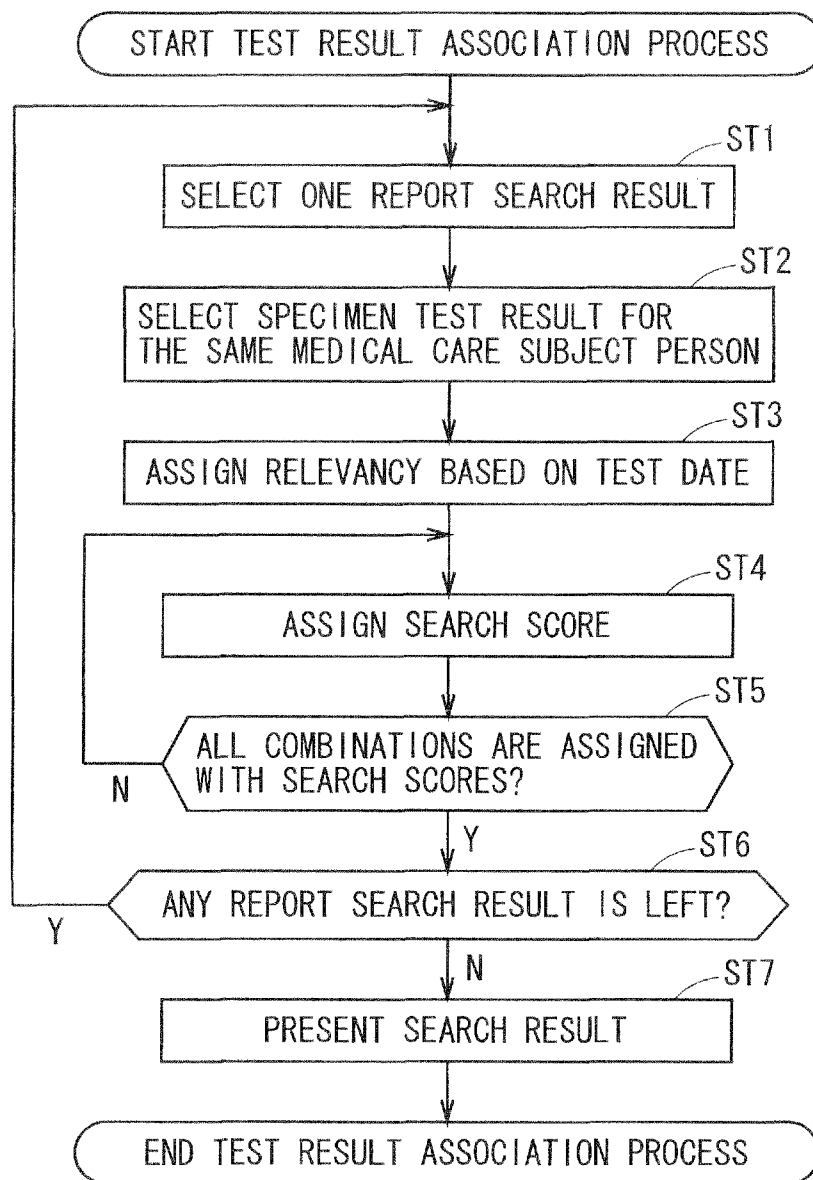 START TEST RESULT ASSOCIATION PROCESS
ST1
SELECT ONE REPORT SEARCH RESULT
ST2
SELECT SPECIMEN TEST RESULT FOR
THE SAME MEDICAL CARE SUBJECT PERSON
ST3
ASSIGN RELEVANCY BASED ON TEST DATE
ST4
ASSIGN SEARCH SCORE
ST5
ALL COMBINATIONS ARE ASSIGNED
WITH SEARCH SCORES?
N
Y
ST6
ANY REPORT SEARCH RESULT IS LEFT?
Y
N
ST7
PRESENT SEARCH RESULT
END TEST RESULT ASSOCIATION PROCESS